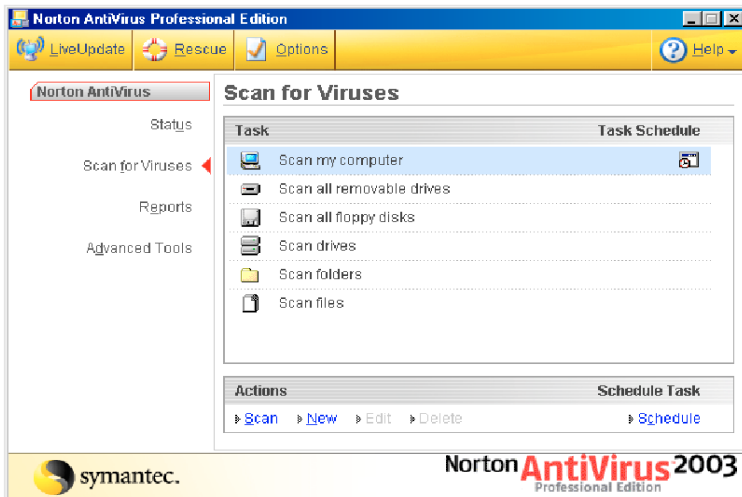 Norton AntiVirus Professional Edition
LiveUpdate Rescue Options Help
Norton AntiVirus
Status
Scan for Viruses
Reports
Advanced Tools
Scan for Viruses
Task Task Schedule
Scan my computer
Scan all removable drives
Scan all floppy disks
Scan drives
Scan folders
Scan files
Actions Schedule Task
Scan New Edit Delete Schedule
symantec.
Norton AntiVirus 2003
Professional Edition